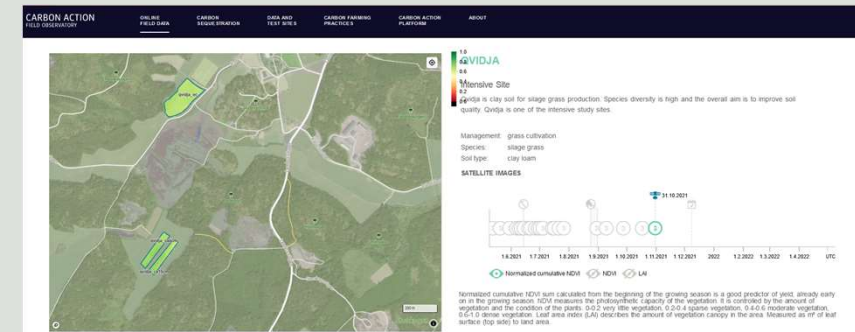 CARBON ACTION
FIELD OBSERVATORY
ONLINE
FIELD DATA
CARBON
SEQUESTRATION
DATA AND
TEST SITES
CARBON FARMING
PRACTICES
CARBON ACTION
PLATFORM
ABOUT
1.0
QVIDJA
0.6
Intensive Site
0.2
Qvidja is clay soil for silage grass production. Species diversity is high and the overall aim is to improve soil
quality. Qvidja is one of the intensive study sites.
Management: grass cultivation
Species: silage grass
Soil type: clay loam
SATELLITE IMAGES
31.10.2021
1.6.2021 1.7.2021 1.8.2021 1.9.2021 1.10.2021 1.11.2021 1.12.2021 2022 1.2.2022 1.3.2022 1.4.2022 UTC
Normalized cumulative NDVI NDVI LAI
Normalized cumulative NDVI sum calculated from the beginning of the growing season is a good predictor of yield, already early
on in the growing season. NDVI measures the photosynthetic capacity of the vegetation. It is controlled by the amount of
vegetation and the condition of the plants. 0-0.2 very little vegetation, 0.2-0.4 sparse vegetation, 0.4-0.6 moderate vegetation,
0.6-1.0 dense vegetation. Leaf area index (LAI) describes the amount of vegetation canopy in the area. Measured as m² of leaf
surface (top side) to land area.